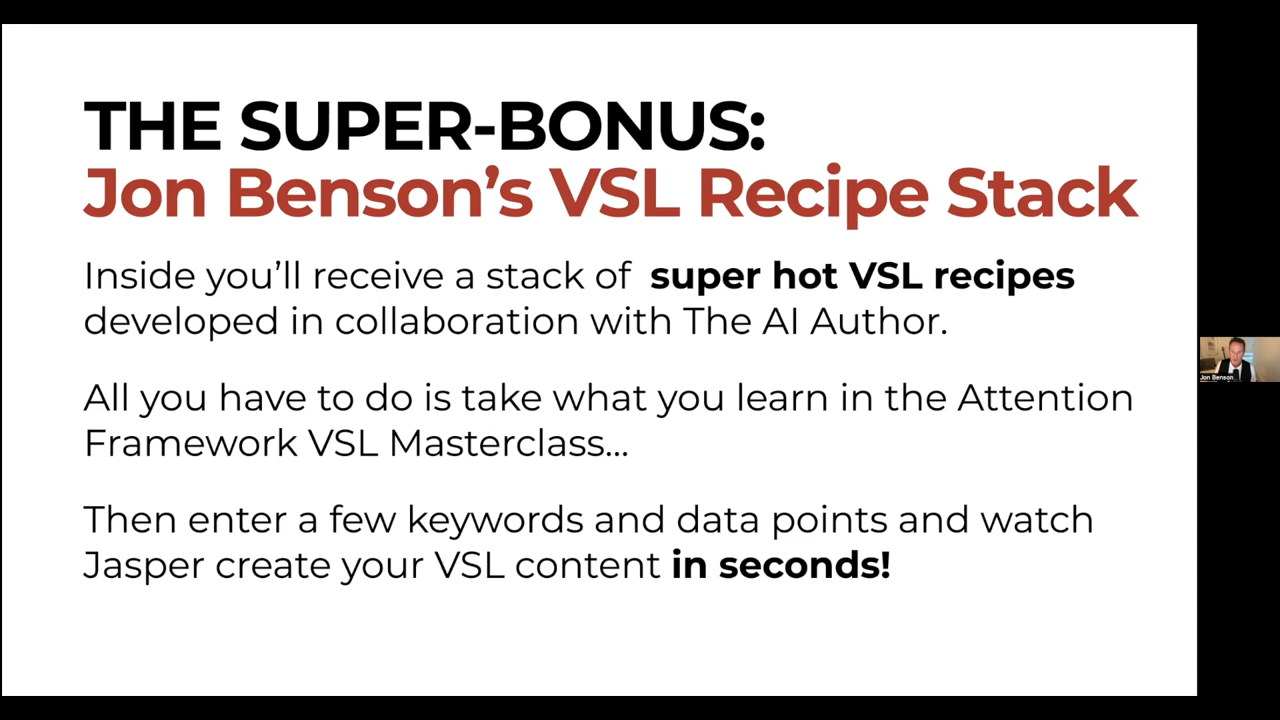 THE SUPER-BONUS:
Jon Benson’s VSL Recipe Stack
Inside you’ll receive a stack of super hot VSL recipes
developed in collaboration with The AI Author.
All you have to do is take what you learn in the Attention
Framework VSL Masterclass...
Then enter a few keywords and data points and watch
Jasper create your VSL content in seconds!
Jon Benson